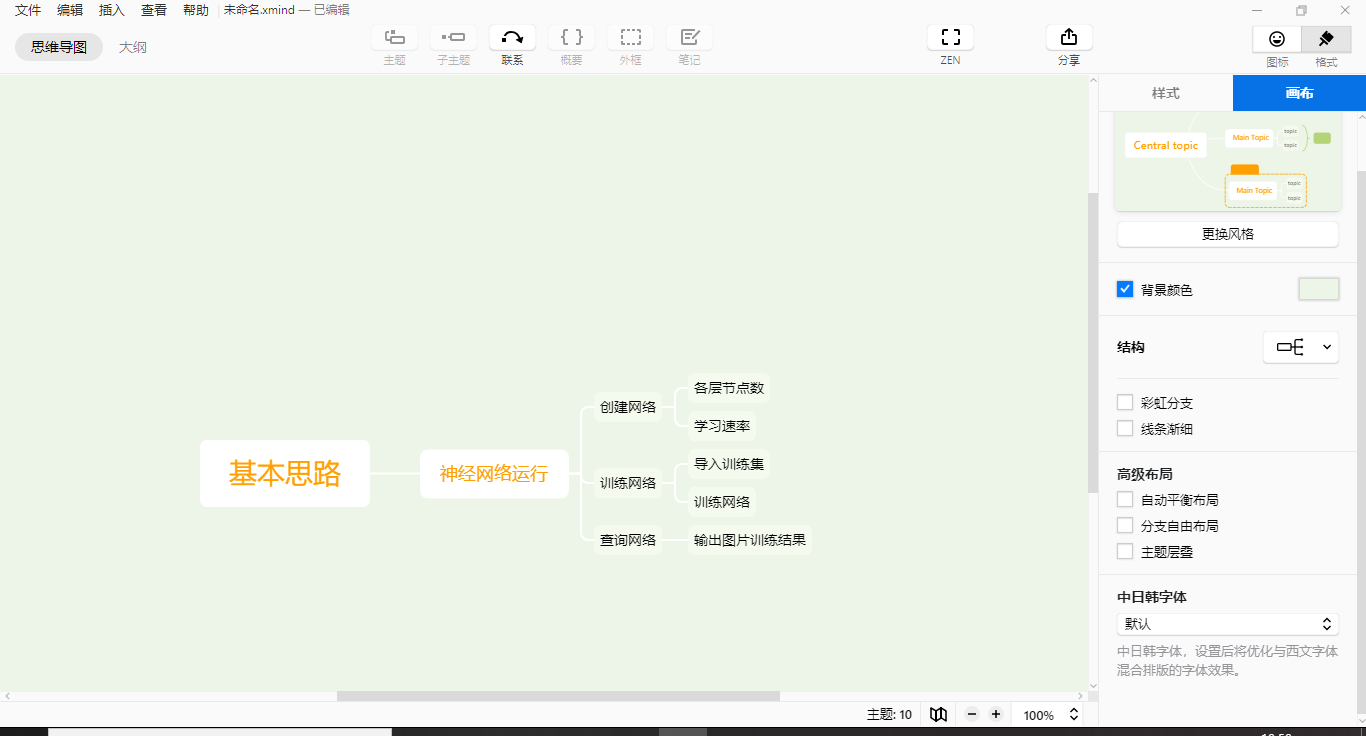 文件 编辑 插入 查看 帮助 未命名.xmind — 已编辑
思维导图 大纲
主题 子主题 联系 概要 外框 笔记 ZEN 分享 图标 格式
样式 画布
Central topic
Main Topic
topic
topic
Main Topic
topic
topic
更换风格
背景颜色
结构
彩虹分支
线条渐细
高级布局
自动平衡布局
分支自由布局
主题层叠
中日韩字体
默认
中日韩字体，设置后将优化与西文字体
混合排版的字体效果。
基本思路
神经网络运行
创建网络
各层节点数
学习速率
训练网络
导入训练集
训练网络
查询网络
输出图片训练结果
主题: 10
100%